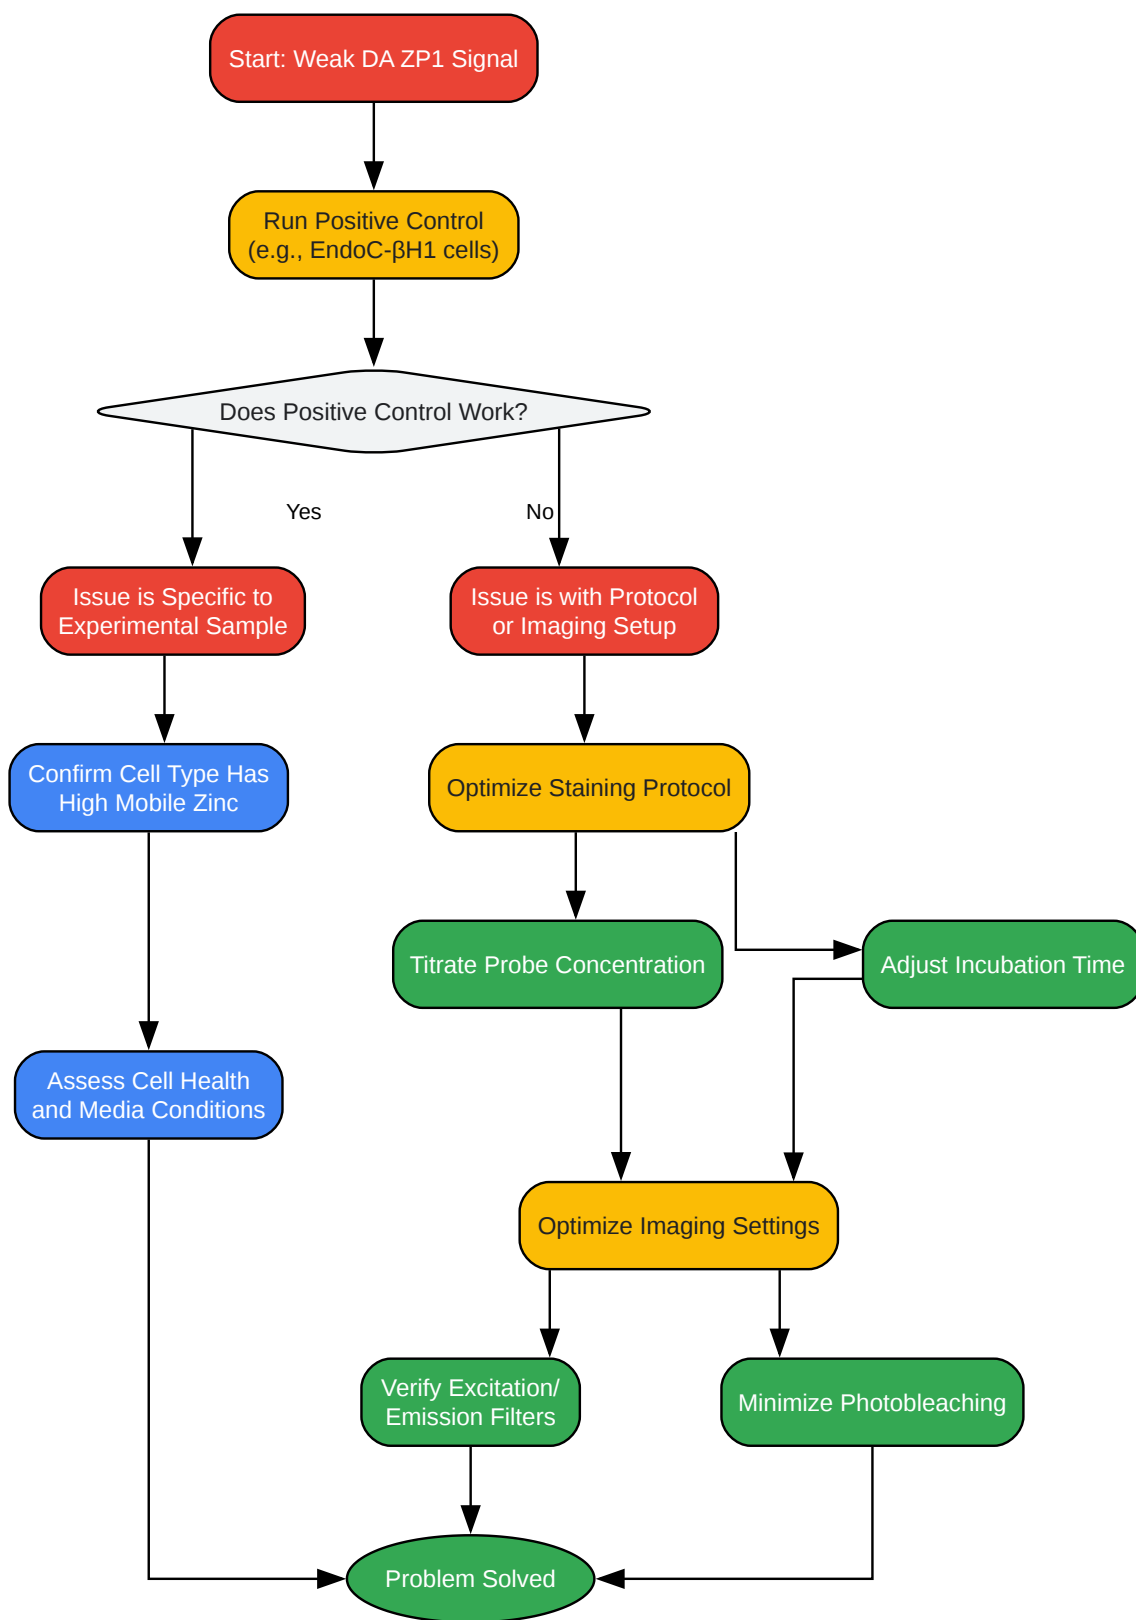 Start: Weak DA ZP1 Signal
Run Positive Control
(e.g., EndoC-βH1 cells)
Does Positive Control Work?
Yes
No
Issue is Specific to
Experimental Sample
Issue is with Protocol
or Imaging Setup
Confirm Cell Type Has
High Mobile Zinc
Optimize Staining Protocol
Titrate Probe Concentration
Adjust Incubation Time
Assess Cell Health
and Media Conditions
Optimize Imaging Settings
Verify Excitation/
Emission Filters
Minimize Photobleaching
Problem Solved